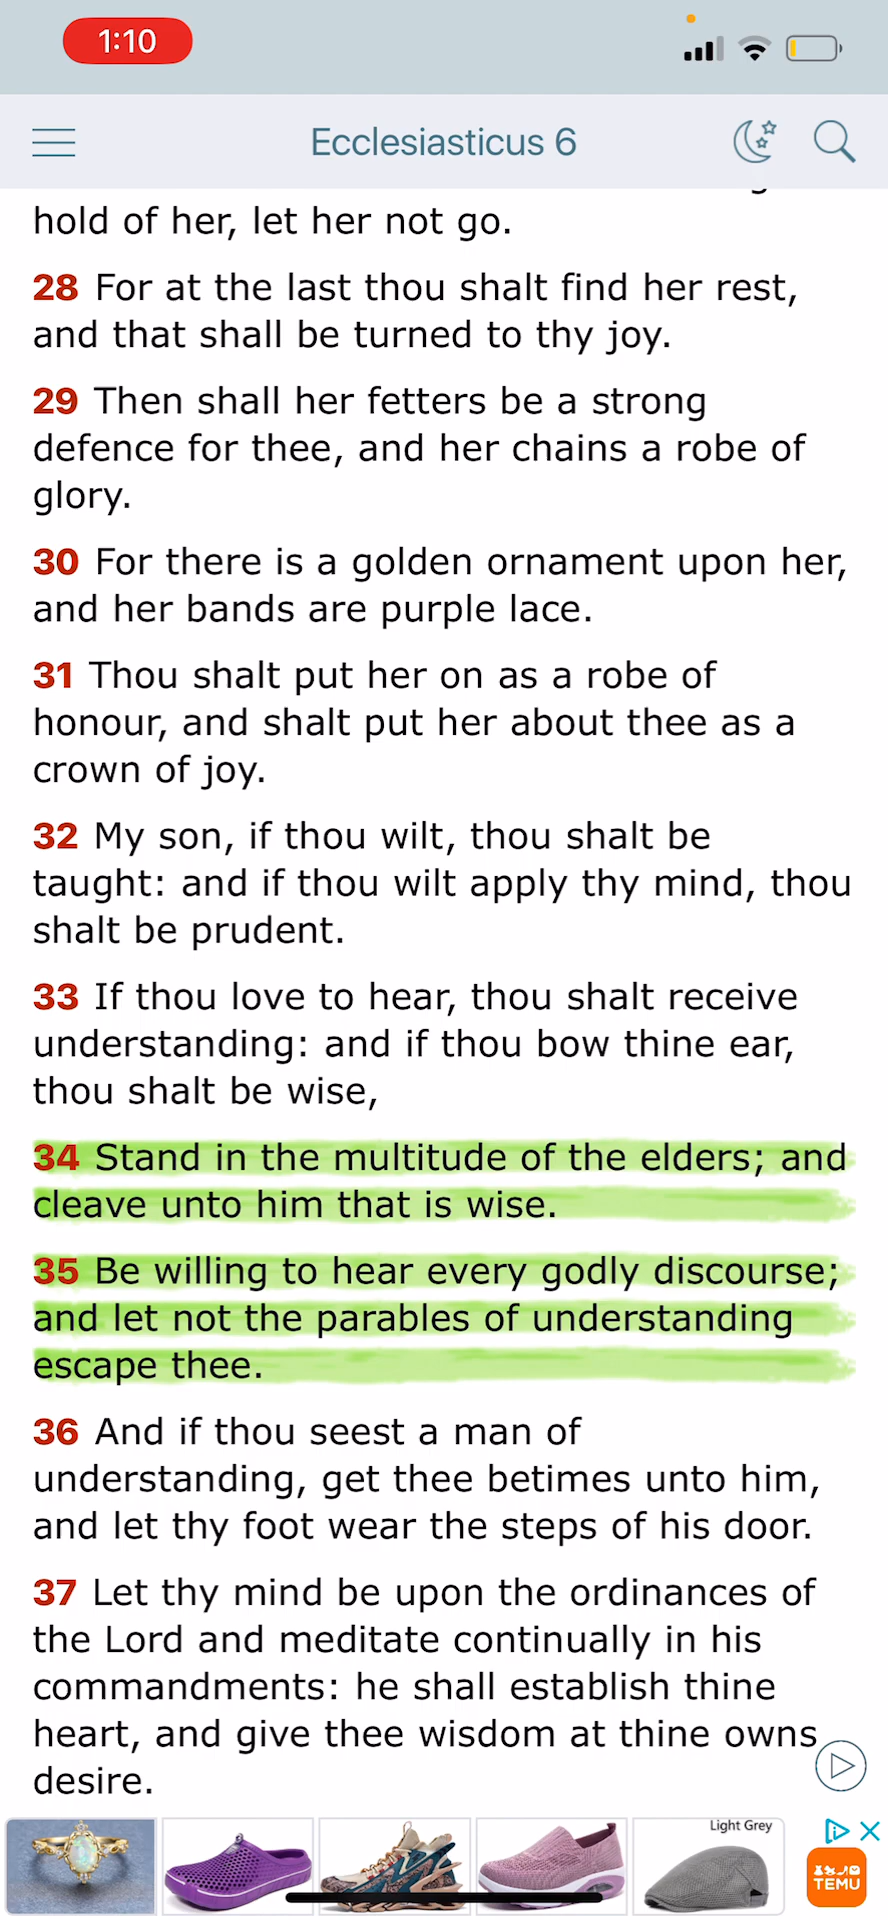 1:10
Ecclesiasticus 6
hold of her, let her not go.
28 For at the last thou shalt find her rest,
and that shall be turned to thy joy.
29 Then shall her fetters be a strong
defence for thee, and her chains a robe of
glory.
30 For there is a golden ornament upon her,
and her bands are purple lace.
31 Thou shalt put her on as a robe of
honour, and shalt put her about thee as a
crown of joy.
32 My son, if thou wilt, thou shalt be
taught: and if thou wilt apply thy mind, thou
shalt be prudent.
33 If thou love to hear, thou shalt receive
understanding: and if thou bow thine ear,
thou shalt be wise,
34 Stand in the multitude of the elders; and
cleave unto him that is wise.
35 Be willing to hear every godly discourse;
and let not the parables of understanding
escape thee.
36 And if thou seest a man of
understanding, get thee betimes unto him,
and let thy foot wear the steps of his door.
37 Let thy mind be upon the ordinances of
the Lord and meditate continually in his
commandments: he shall establish thine
heart, and give thee wisdom at thine owns
desire.
Light Grey
TEMU